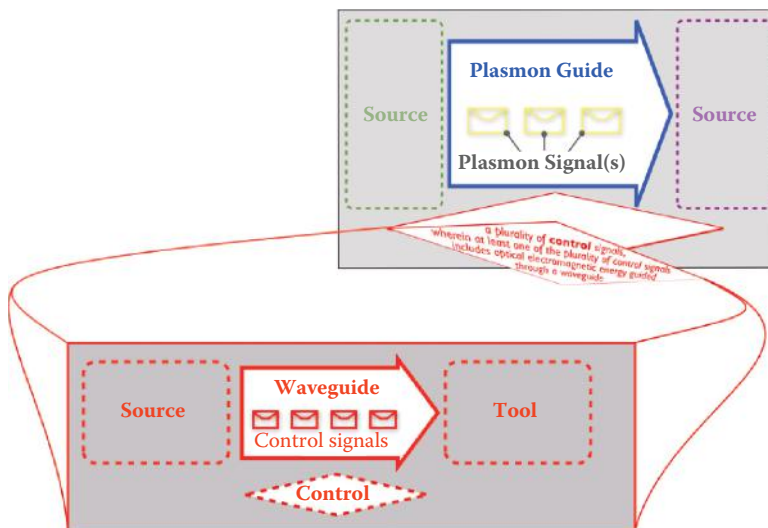 Plasmon Guide
Source
Source
Plasmon Signal(s)
a plurality of control signals,
wherein at least one of the plurality of control signals
includes optical electromagnetic energy guided
through a waveguide
Waveguide
Source
Tool
Control signals
Control